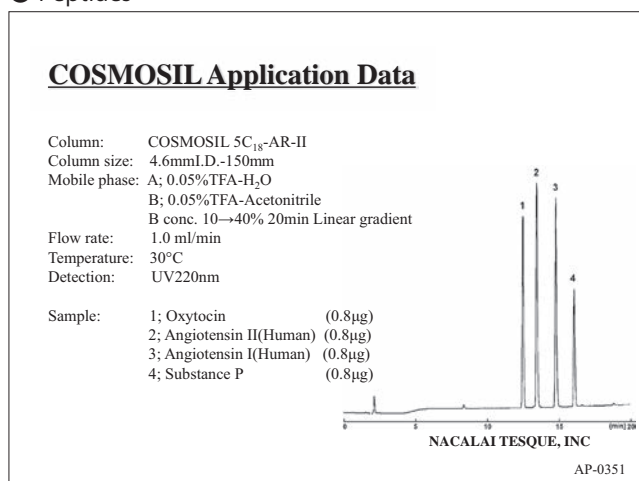 Peptides
COSMOSIL Application Data
Column: COSMOSIL 5C₁₈-AR-II
Column size: 4.6mmI.D.-150mm
Mobile phase: A; 0.05%TFA-H₂O
B; 0.05%TFA-Acetonitrile
B conc. 10→40% 20min Linear gradient
Flow rate: 1.0 ml/min
Temperature: 30°C
Detection: UV220nm
Sample: 1; Oxytocin (0.8µg)
2; Angiotensin II(Human) (0.8µg)
3; Angiotensin I(Human) (0.8µg)
4; Substance P (0.8µg)
1
2
3
4
0 5 10 15 (min) 20
NACALAI TESQUE, INC
AP-0351